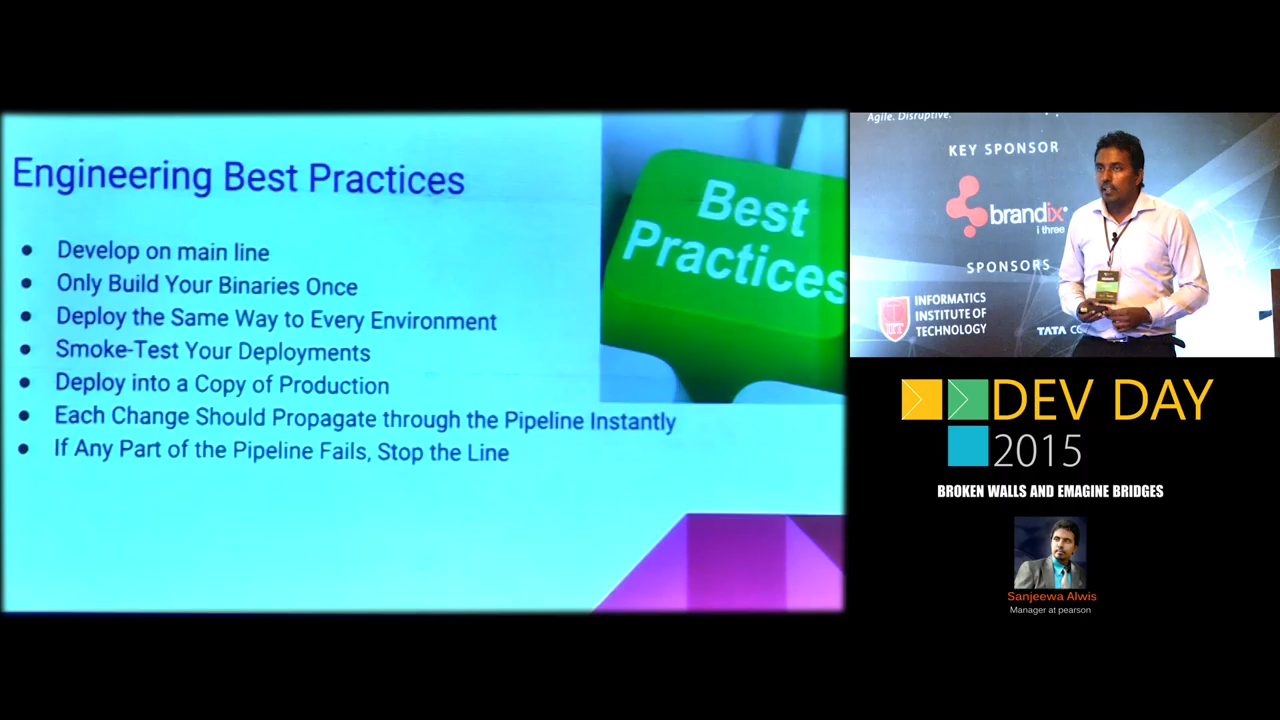 Engineering Best Practices
Develop on main line
Only Build Your Binaries Once
Deploy the Same Way to Every Environment
Smoke-Test Your Deployments
Deploy into a Copy of Production
Each Change Should Propagate through the Pipeline Instantly
If Any Part of the Pipeline Fails, Stop the Line
Best
Practices
Agile. Disruptive.
KEY SPONSOR
brandix
i three
SPONSORS
INFORMATICS
INSTITUTE OF
TECHNOLOGY
TATA
DEV DAY
2015
BROKEN WALLS AND EMAGINE BRIDGES
Sanjeewa Alwis
Manager at pearson